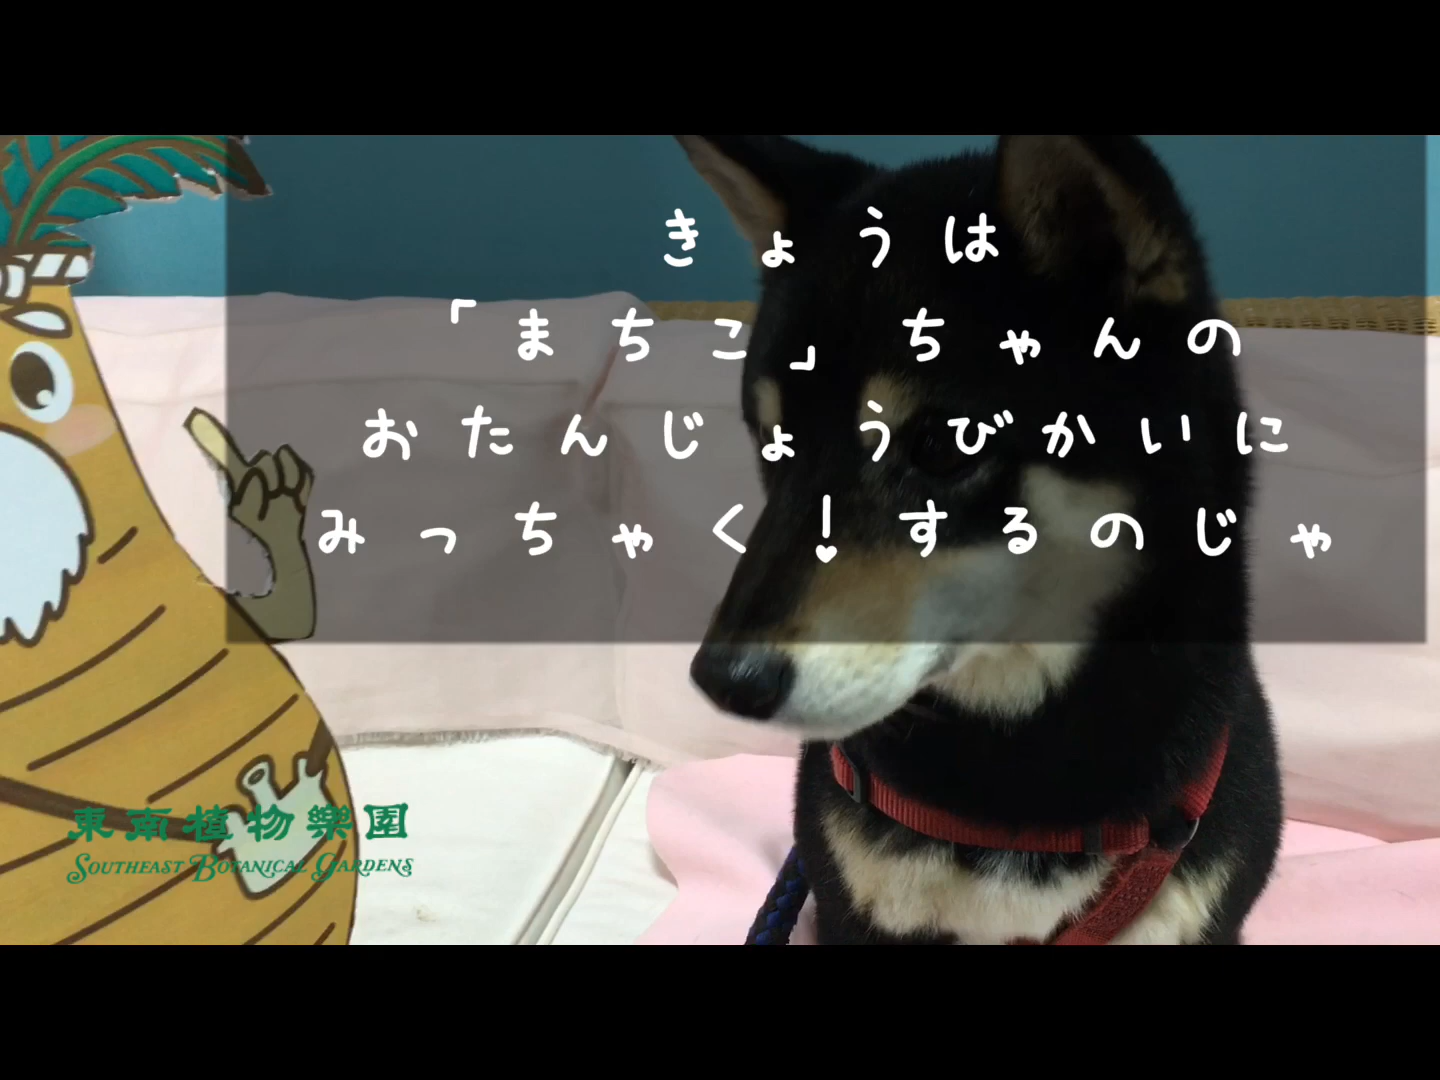 きょうは
「まちこ」ちゃんの
おたんじょうびかいに
みっちゃく！するのじゃ
東南植物樂園
SOUTHEAST BOTANICAL GARDENS